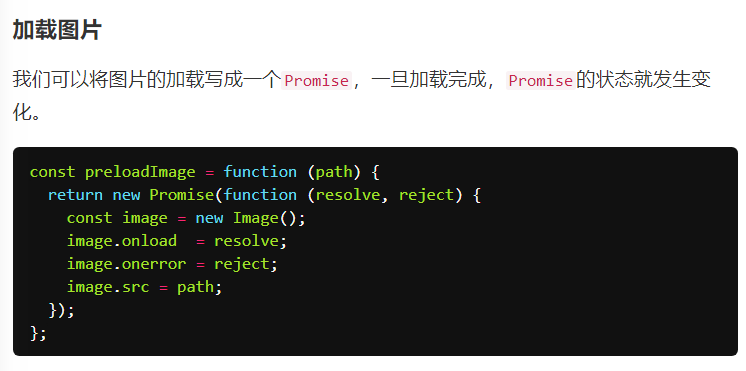 加载图片
我们可以将图片的加载写成一个Promise，一旦加载完成，Promise的状态就发生变
化。
const preloadImage = function (path) {
  return new Promise(function (resolve, reject) {
    const image = new Image();
    image.onload  = resolve;
    image.onerror = reject;
    image.src = path;
  });
};